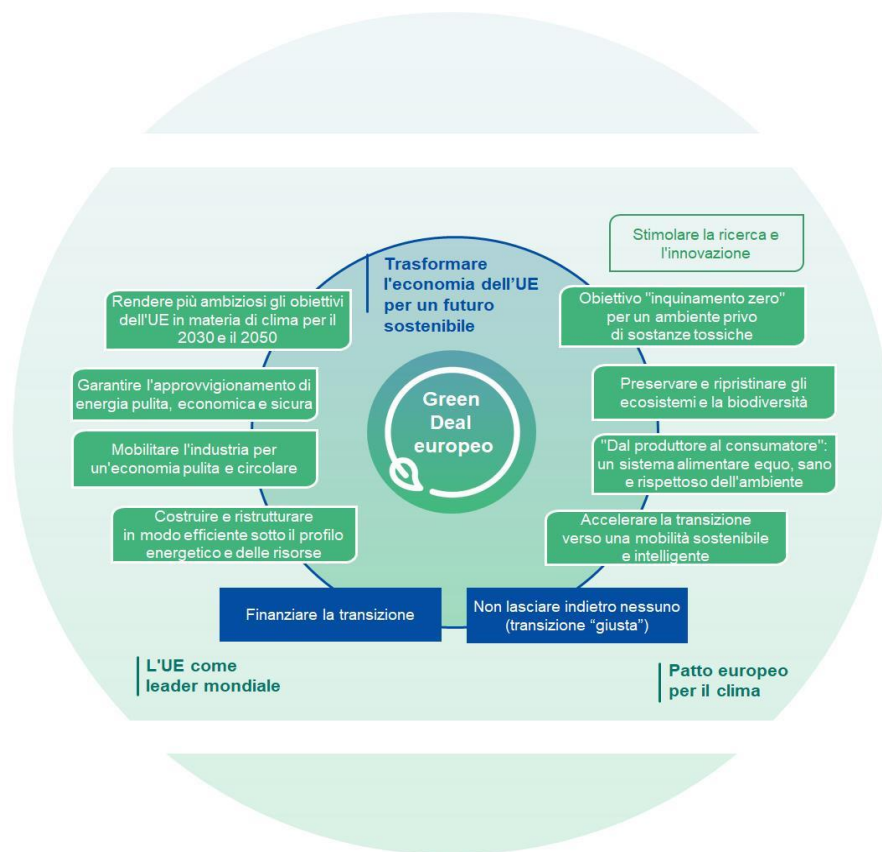 Stimolare la ricerca e
l'innovazione
Trasformare
l'economia dell'UE
per un futuro
sostenibile
Rendere più ambiziosi gli obiettivi
dell'UE in materia di clima per il
2030 e il 2050
Obiettivo "inquinamento zero"
per un ambiente privo
di sostanze tossiche
Garantire l'approvvigionamento di
energia pulita, economica e sicura
Green
Deal
europeo
Preservare e ripristinare gli
ecosistemi e la biodiversità
Mobilitare l'industria per
un'economia pulita e circolare
"Dal produttore al consumatore":
un sistema alimentare equo, sano
e rispettoso dell'ambiente
Costruire e ristrutturare
in modo efficiente sotto il profilo
energetico e delle risorse
Accelerare la transizione
verso una mobilità sostenibile
e intelligente
Finanziare la transizione
Non lasciare indietro nessuno
(transizione “giusta”)
L'UE come
leader mondiale
Patto europeo
per il clima